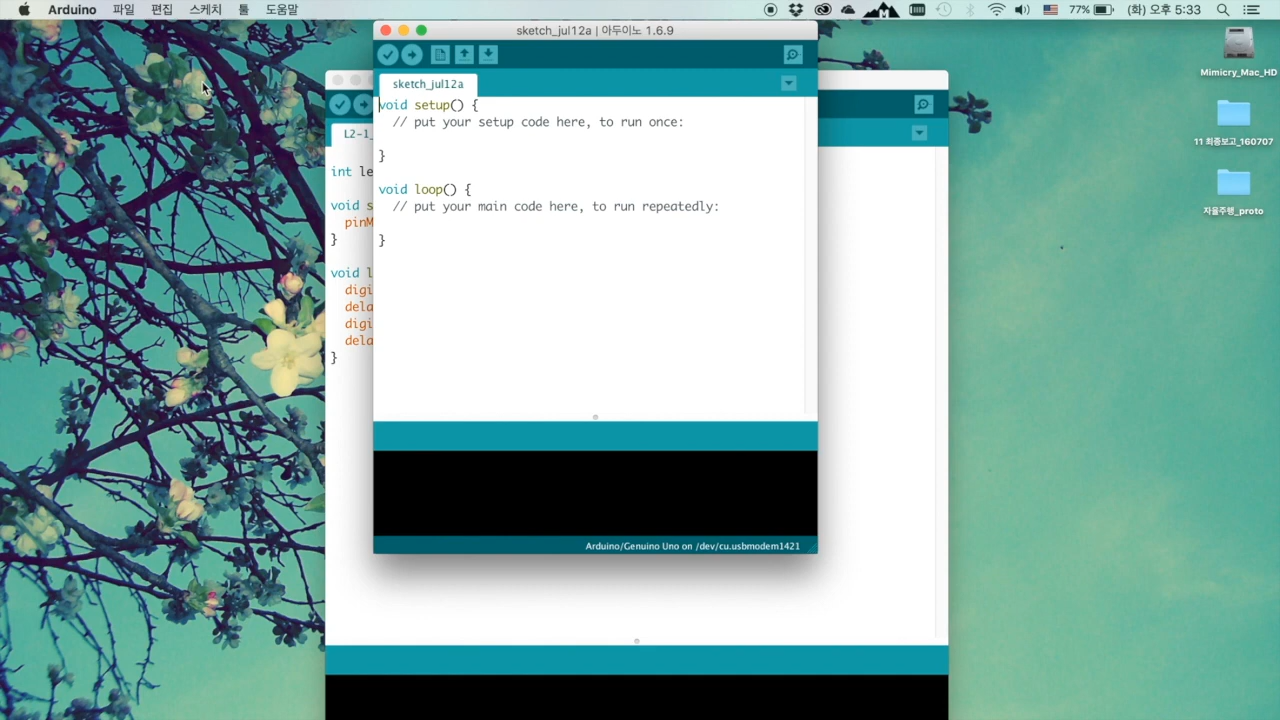 Arduino 파일 편집 스케치 툴 도움말 77% (화) 오후 5:33
sketch_jul12a | 아두이노 1.6.9
sketch_jul12a
void setup() {
// put your setup code here, to run once:
}
void loop() {
// put your main code here, to run repeatedly:
}
Arduino/Genuino Uno on /dev/cu.usbmodem1421
L2-1_
int le
void s
pinM
}
void l
digi
dela
digi
dela
}
Mimicry_Mac_HD
11 최종보고_160707
자율주행_proto